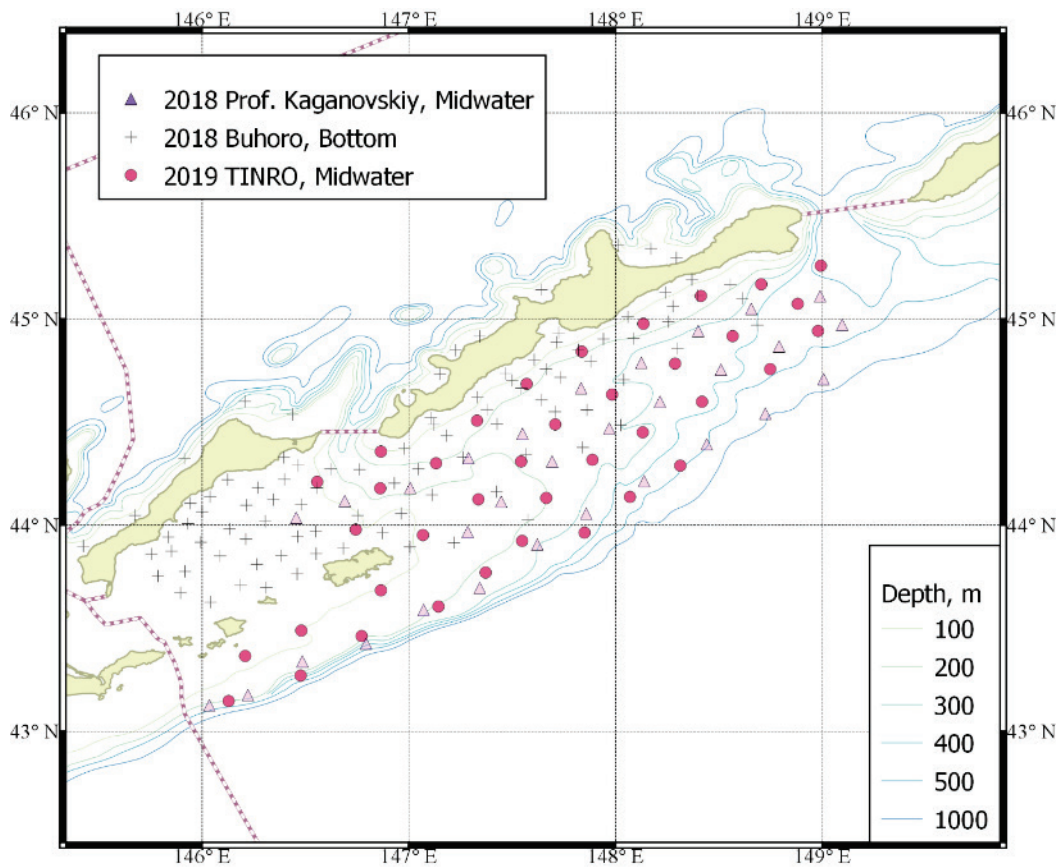 146° E 147° E 148° E 149° E
46° N 46° N
2018 Prof. Kaganovskiy, Midwater
2018 Buhoro, Bottom
2019 TINRO, Midwater
45° N 45° N
44° N 44° N
Depth, m
100
200
300
400
500
1000
43° N 43° N
146° E 147° E 148° E 149° E